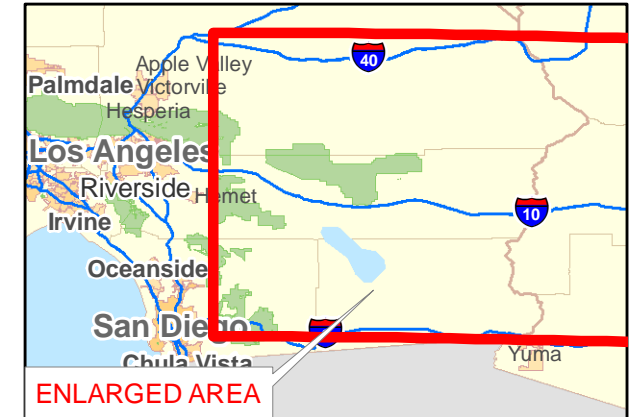 Apple Valley
40
Palmdale
Victorville
Hesperia
Los Angeles
Riverside
Hemet
Irvine
10
Oceanside
San Diego
Yuma
Chula Vista
ENLARGED AREA